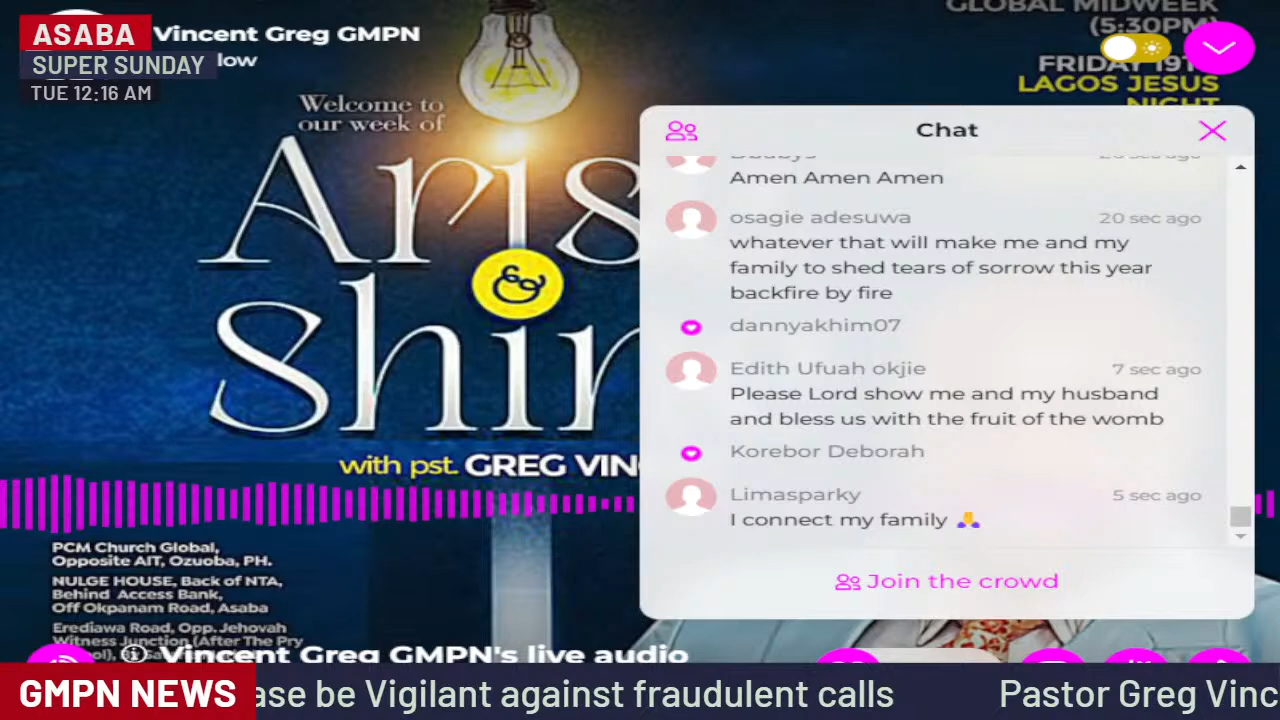 ASABA
SUPER SUNDAY
TUE 12:16 AM
Vincent Greg GMPN
GLOBAL MIDWEEK
(5:30PM)
FRIDAY 19T
LAGOS JESUS
NIGHT
Welcome to
our week of
Aris
&
Shin
with pst. GREG VIN
Chat
Amen Amen Amen
osagie adesuwa 20 sec ago
whatever that will make me and my
family to shed tears of sorrow this year
backfire by fire
dannyakhim07
Edith Ufuah okjie 7 sec ago
Please Lord show me and my husband
and bless us with the fruit of the womb
Korebor Deborah
Limasparky 5 sec ago
I connect my family 🙏
Join the crowd
PCM Church Global,
Opposite AIT, Ozuoba, PH.
NULGE HOUSE, Back of NTA,
Behind Access Bank,
Off Okpanam Road, Asaba
Erediawa Road, Opp. Jehovah
Witness Junction (After The Pry
Vincent Greg GMPN's live audio
GMPN NEWS
ase be Vigilant against fraudulent calls Pastor Greg Vinc